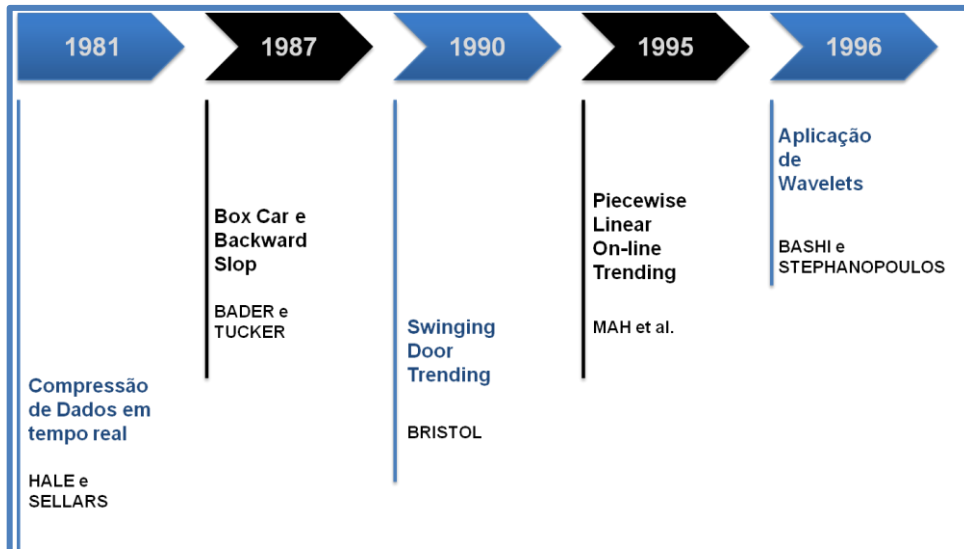 1981
1987
1990
1995
1996
Compressão
de Dados em
tempo real
HALE e
SELLARS
Box Car e
Backward
Slop
BADER e
TUCKER
Swinging
Door
Trending
BRISTOL
Piecewise
Linear
On-line
Trending
MAH et al.
Aplicação
de
Wavelets
BASHI e
STEPHANOPOULOS